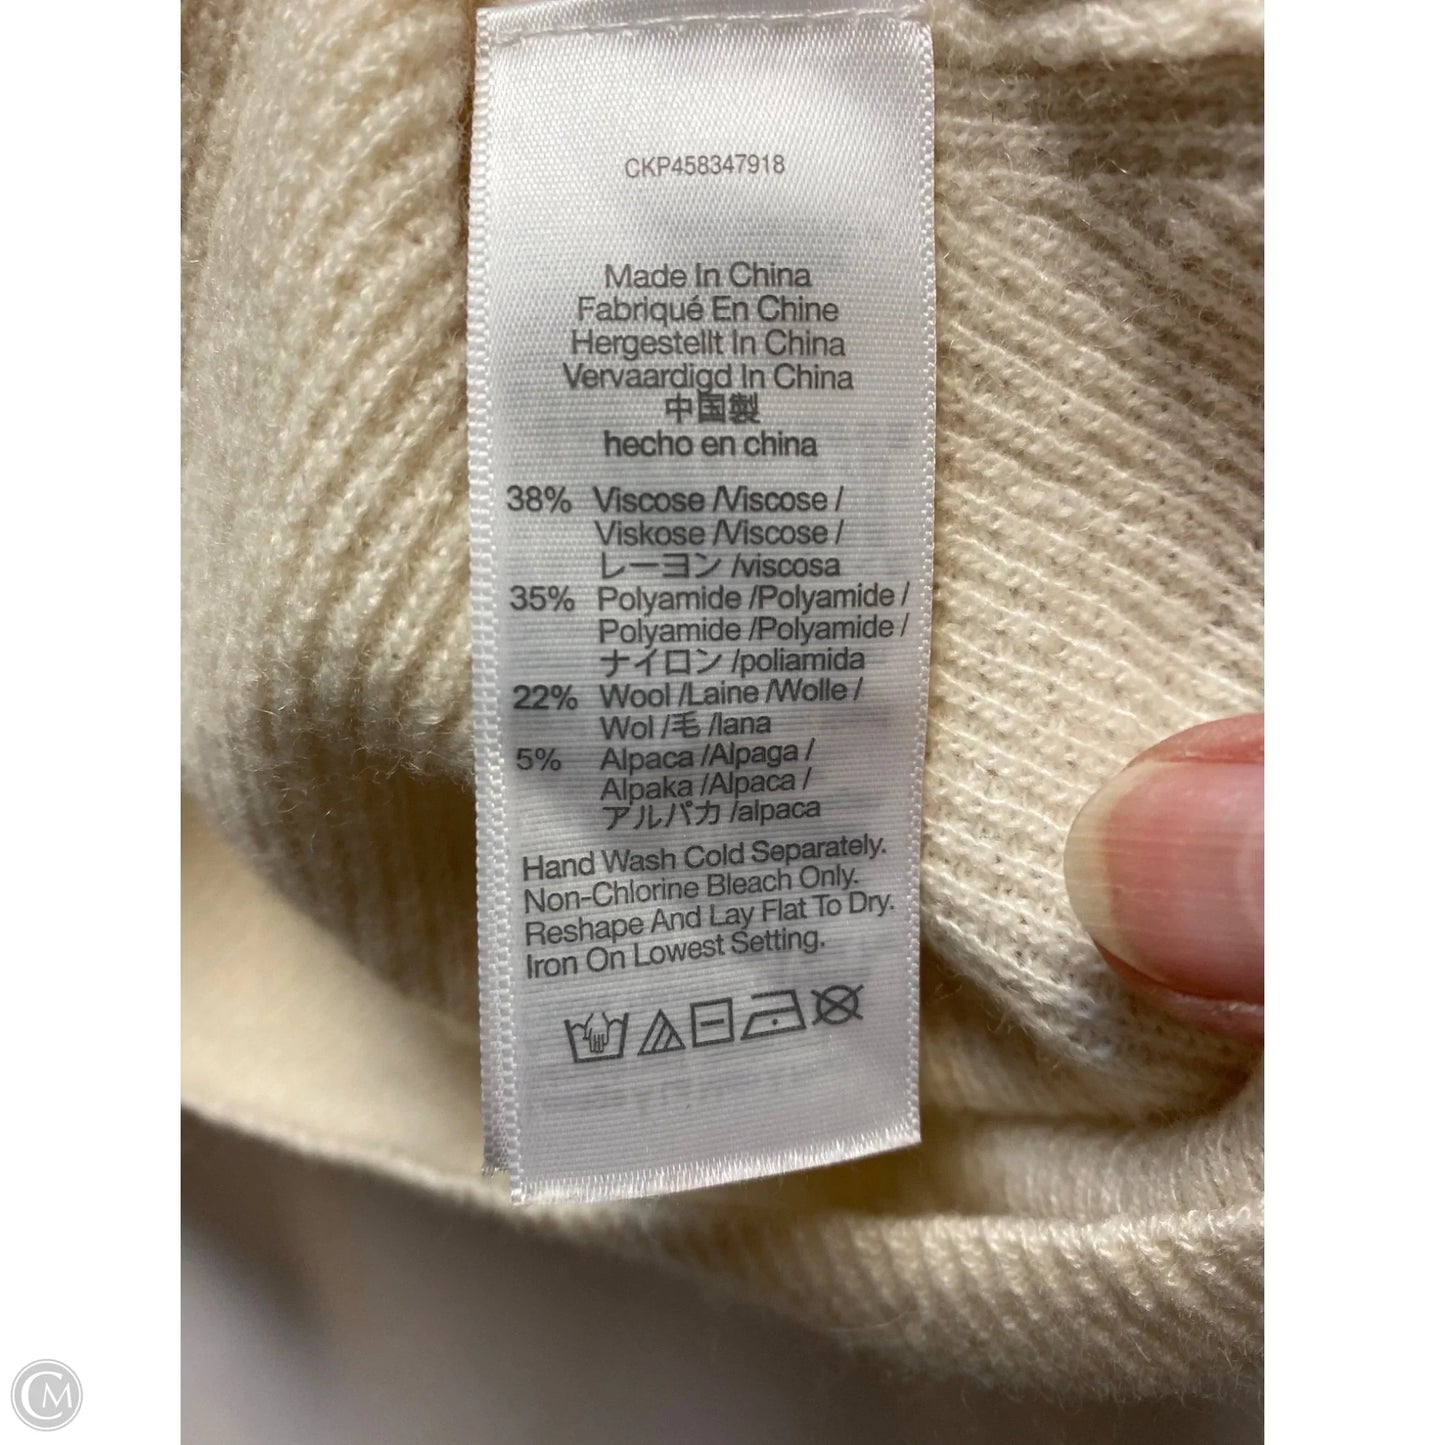 CKP458347918
Made In China
Fabriqué En Chine
Hergestellt In China
Vervaardigd In China
中国製
hecho en china
38% Viscose /Viscose /
Viskose /Viscose /
レーヨン /viscosa
35% Polyamide /Polyamide /
Polyamide /Polyamide /
ナイロン /poliamida
22% Wool /Laine /Wolle /
Wol /毛 /lana
5% Alpaca /Alpaga /
Alpaka /Alpaca /
アルパカ /alpaca
Hand Wash Cold Separately.
Non-Chlorine Bleach Only.
Reshape And Lay Flat To Dry.
Iron On Lowest Setting.
CM